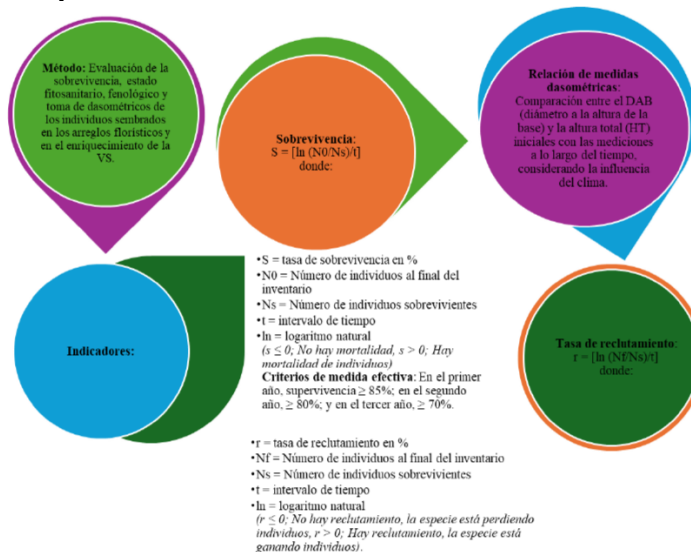 Método: Evaluación de la
sobrevivencia, estado
fitosanitario, fenológico y
toma de dasométricos de
los individuos sembrados
en los arreglos florísticos y
en el enriquecimiento de la
VS.
Indicadores:
Sobrevivencia:
S = [ln (N0/Ns)/t]
donde:
•S = tasa de sobrevivencia en %
•N0 = Número de individuos al final del
inventario
•Ns = Número de individuos sobrevivientes
•t = intervalo de tiempo
•ln = logaritmo natural
(s ≤ 0; No hay mortalidad, s > 0; Hay
mortalidad de individuos)
Criterios de medida efectiva: En el primer
año, supervivencia ≥ 85%; en el segundo
año, ≥ 80%; y en el tercer año, ≥ 70%.
Relación de medidas
dasométricas:
Comparación entre el DAB
(diámetro a la altura de la
base) y la altura total (HT)
iniciales con las mediciones
a lo largo del tiempo,
considerando la influencia
del clima.
Tasa de reclutamiento:
r = [ln (Nf/Ns)/t]
donde:
•r = tasa de reclutamiento en %
•Nf = Número de individuos al final del inventario
•Ns = Número de individuos sobrevivientes
•t = intervalo de tiempo
•ln = logaritmo natural
(r ≤ 0; No hay reclutamiento, la especie está perdiendo
individuos, r > 0; Hay reclutamiento, la especie está
ganando individuos).